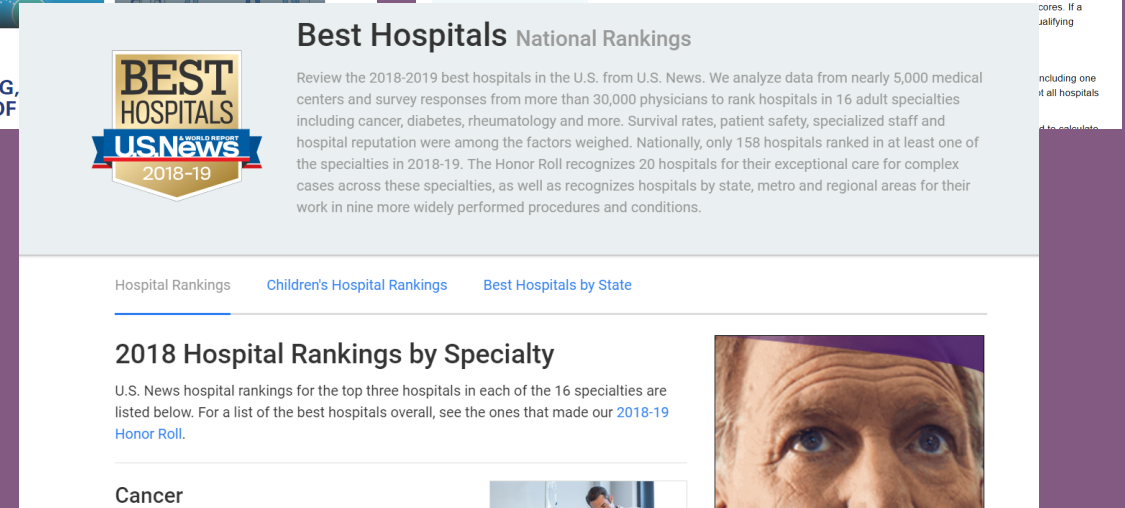 cores. If a
ualifying
G,
OF
ncluding one
t all hospitals
Best Hospitals National Rankings
BEST
HOSPITALS
U.S.News
& WORLD REPORT
2018-19
Review the 2018-2019 best hospitals in the U.S. from U.S. News. We analyze data from nearly 5,000 medical
centers and survey responses from more than 30,000 physicians to rank hospitals in 16 adult specialties
including cancer, diabetes, rheumatology and more. Survival rates, patient safety, specialized staff and
hospital reputation were among the factors weighed. Nationally, only 158 hospitals ranked in at least one of
the specialties in 2018-19. The Honor Roll recognizes 20 hospitals for their exceptional care for complex
cases across these specialties, as well as recognizes hospitals by state, metro and regional areas for their
work in nine more widely performed procedures and conditions.
Hospital Rankings
Children's Hospital Rankings
Best Hospitals by State
2018 Hospital Rankings by Specialty
U.S. News hospital rankings for the top three hospitals in each of the 16 specialties are
listed below. For a list of the best hospitals overall, see the ones that made our 2018-19
Honor Roll.
Cancer